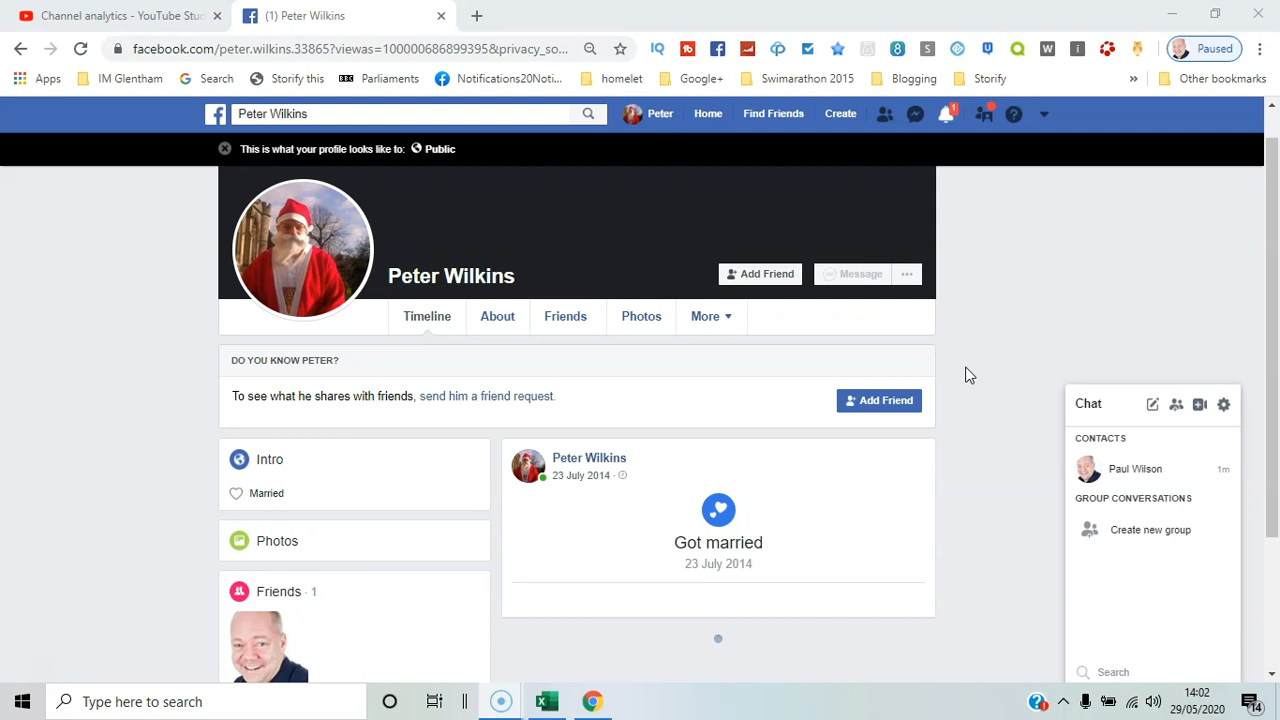 Channel analytics - YouTube Stud
(1) Peter Wilkins
facebook.com/peter.wilkins.33865?viewas=100000686899395&privacy_so...
Paused
Apps
IM Glentham
Search
Storify this
Parliaments
Notifications20Noti...
homelet
Google+
Swimarathon 2015
Blogging
Storify
»
Other bookmarks
Peter Wilkins
Peter
Home
Find Friends
Create
1
This is what your profile looks like to: Public
Peter Wilkins
Add Friend
Message
Timeline
About
Friends
Photos
More
DO YOU KNOW PETER?
To see what he shares with friends, send him a friend request.
Add Friend
Intro
Married
Photos
Friends · 1
Peter Wilkins
23 July 2014 ·
Got married
23 July 2014
Chat
CONTACTS
Paul Wilson 1m
GROUP CONVERSATIONS
Create new group
Search
Type here to search
14:02
29/05/2020
14